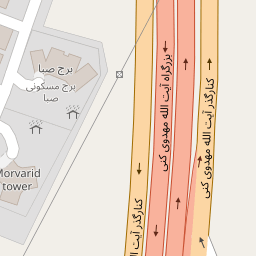 برج صبا
برج مسکونی
صبا
Morvarid
tower
بزرگراه آیت الله مهدوی کنی
کنارگذر آیت الله مهدوی کنی
کنارگذر آیت الله